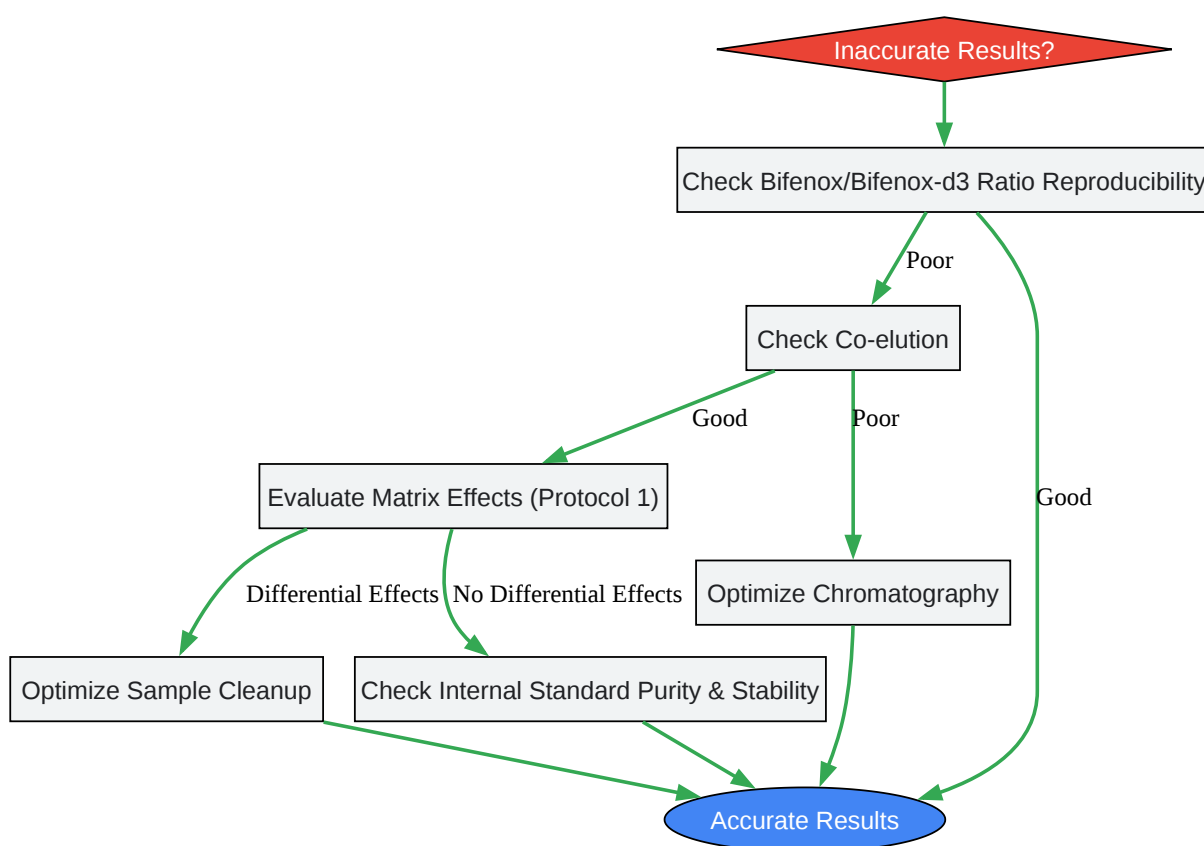 Inaccurate Results?
Check Bifenox/Bifenox-d3 Ratio Reproducibility
Poor
Check Co-elution
Good
Poor
Evaluate Matrix Effects (Protocol 1)
Good
Differential Effects
No Differential Effects
Optimize Chromatography
Optimize Sample Cleanup
Check Internal Standard Purity & Stability
Accurate Results